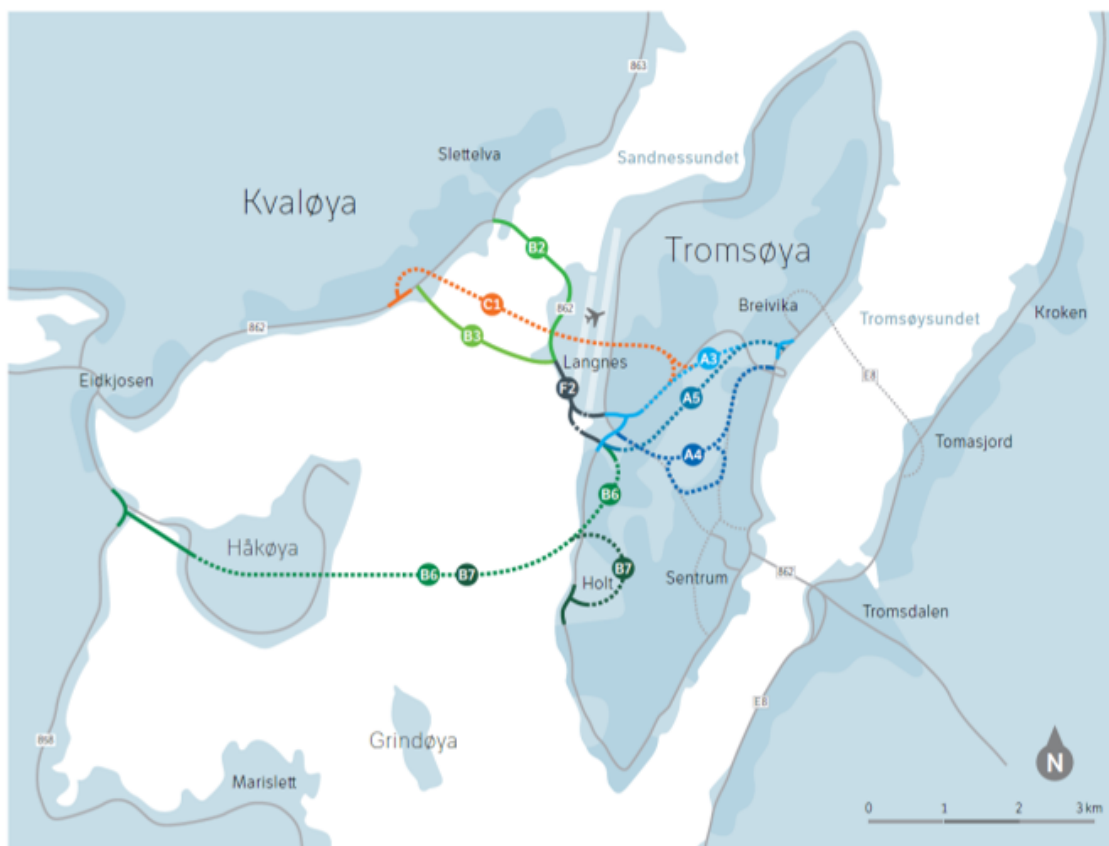 863
Slettelva
Sandnessundet
Kvaløya
Tromsøya
B2
C1
862
Breivika
Kroken
Tromsøysundet
862
B3
Langnes
A3
E8
Eidkjosen
F2
A5
Tomasjord
A4
B6
Håkøya
B6
B7
Holt
B7
Sentrum
862
Tromsdalen
E8
868
Grindøya
Marislett
N
0
1
2
3 km